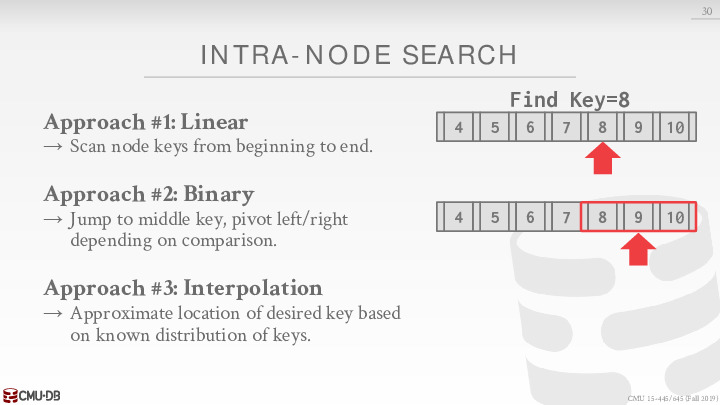 30
INTRA-NODE SEARCH
Approach #1: Linear
→ Scan node keys from beginning to end.
Approach #2: Binary
→ Jump to middle key, pivot left/right
depending on comparison.
Approach #3: Interpolation
→ Approximate location of desired key based
on known distribution of keys.
Find Key=8
4 5 6 7 8 9 10
4 5 6 7 8 9 10
CMU·DB
CMU 15-445/645 (Fall 2019)